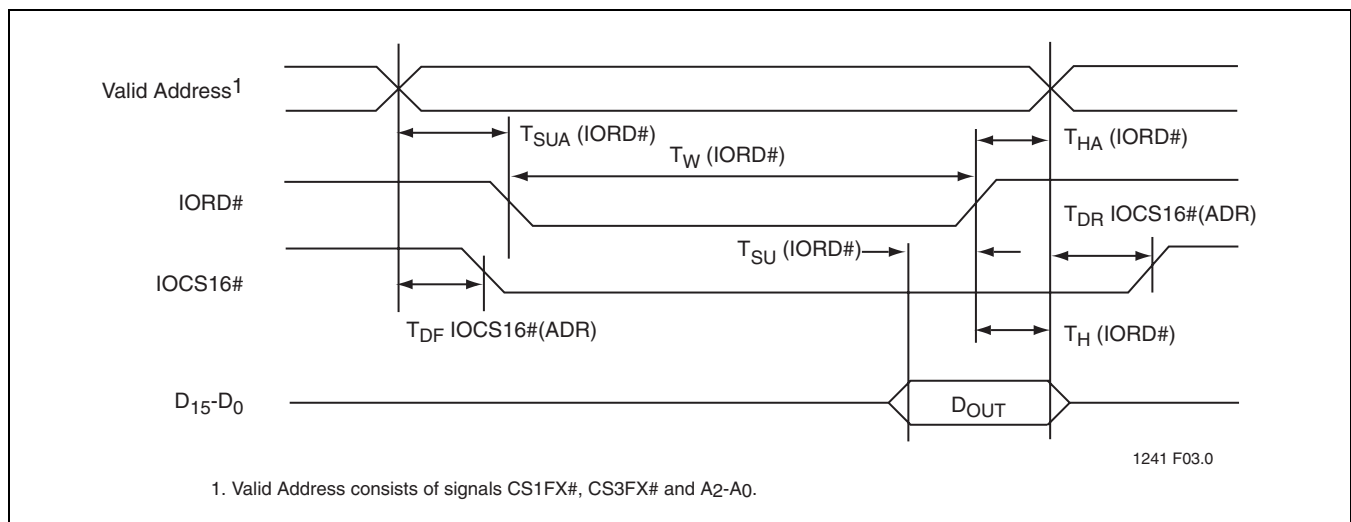 Valid Address1
TSUA (IORD#)
THA (IORD#)
TW (IORD#)
IORD#
TDR IOCS16#(ADR)
TSU (IORD#)
IOCS16#
TDF IOCS16#(ADR)
TH (IORD#)
D15-D0
DOUT
1241 F03.0
1. Valid Address consists of signals CS1FX#, CS3FX# and A2-A0.